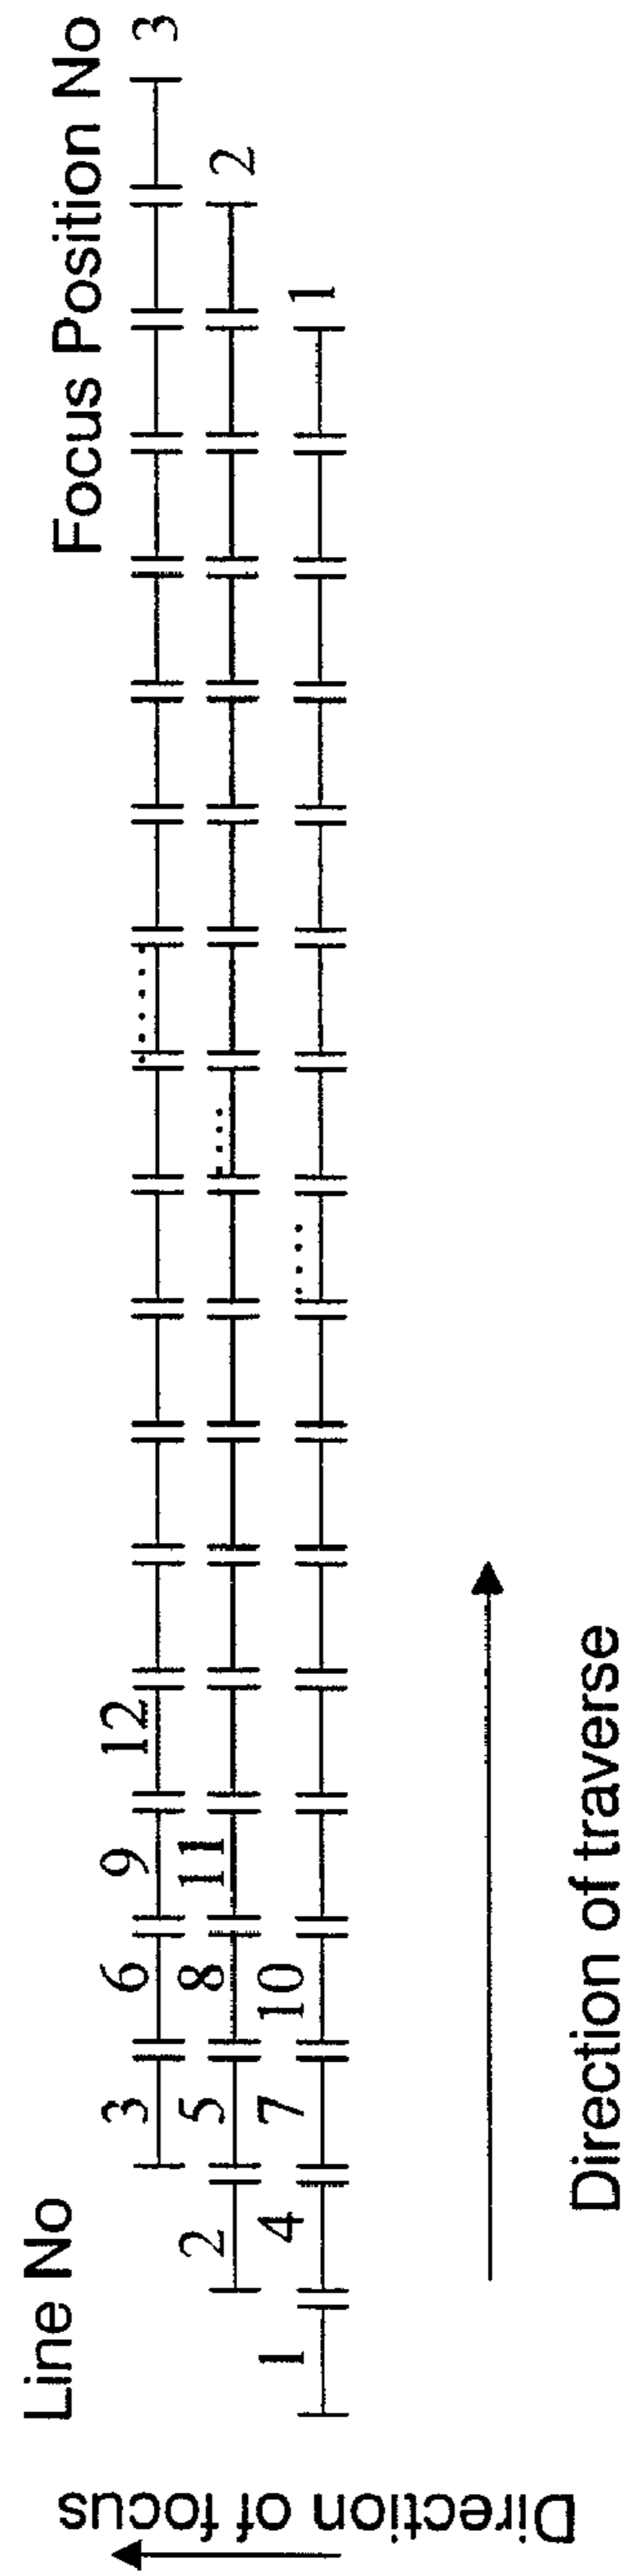 Line No
Focus Position No
3 6 9 12 3
2 5 8 11 2
1 4 7 10 1
Direction of focus
Direction of traverse